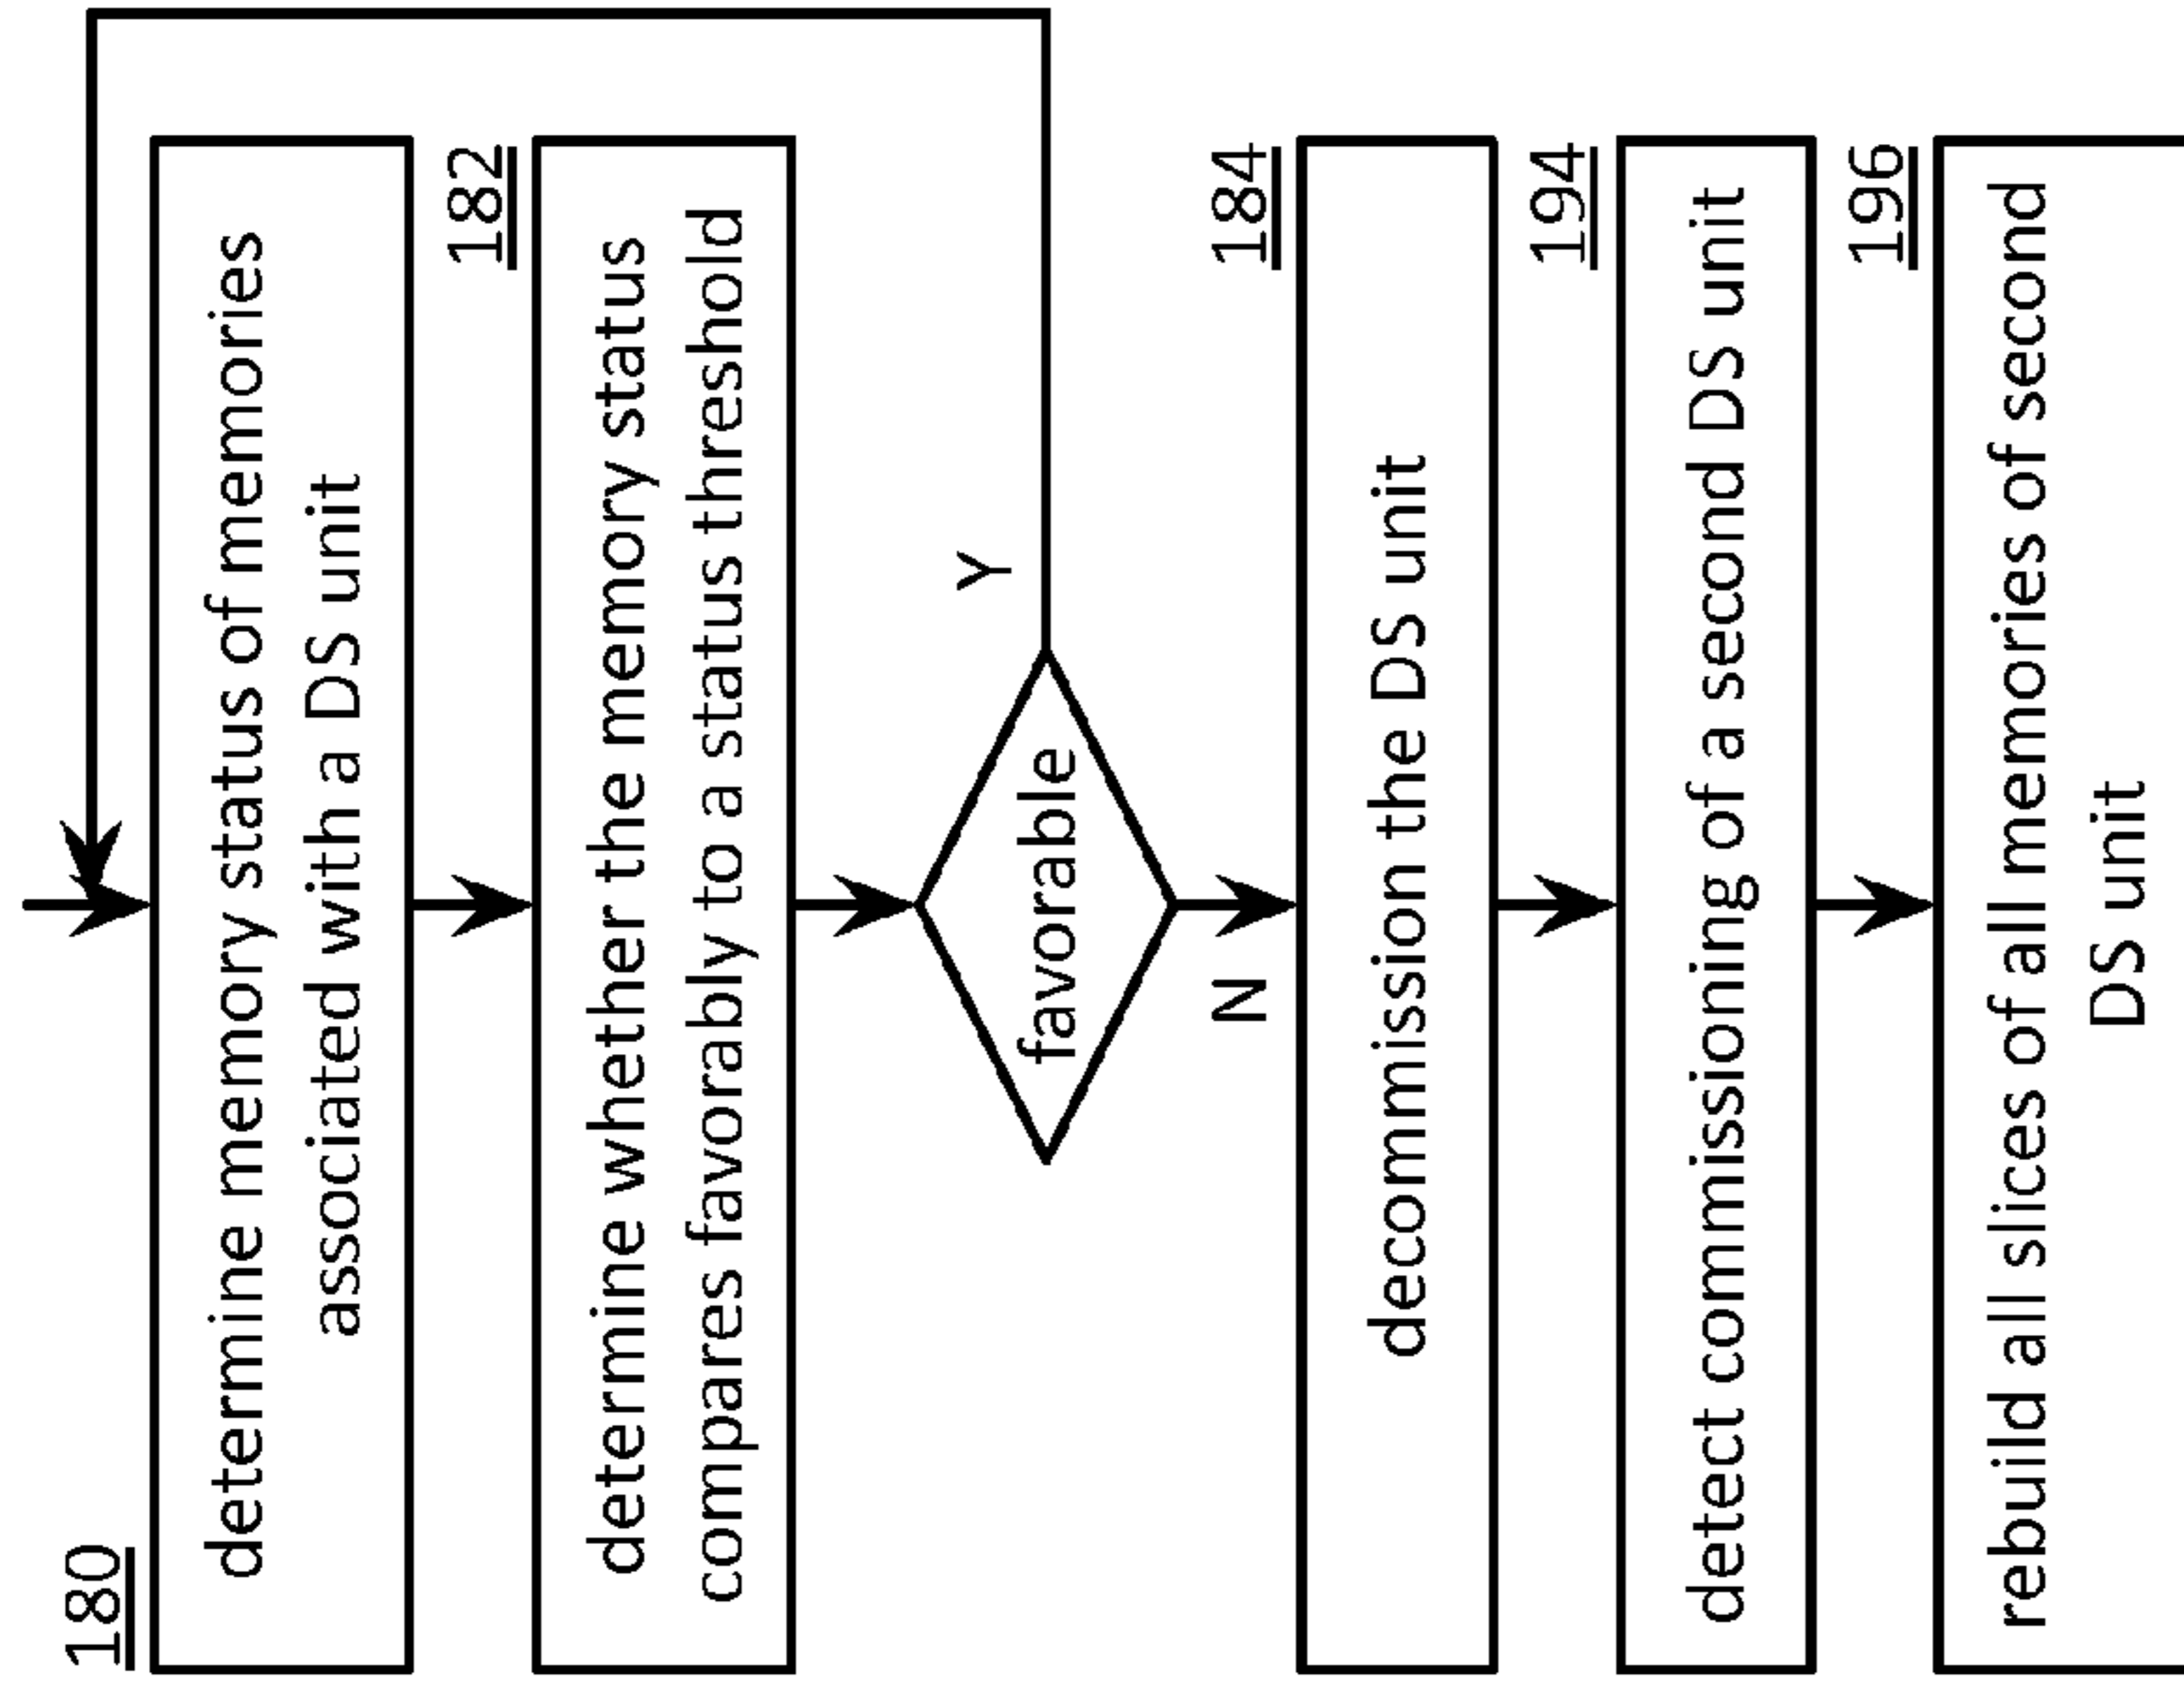 180
determine memory status of memories
associated with a DS unit
182
determine whether the memory status
compares favorably to a status threshold
favorable
Y
N
184
decommission the DS unit
194
detect commissioning of a second DS unit
196
rebuild all slices of all memories of second
DS unit